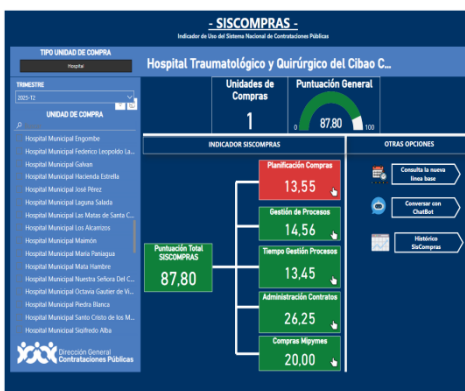 - SISCOMPRAS -
Indicador de Uso del Sistema Nacional de Contrataciones Públicas
TIPO UNIDAD DE COMPRA
Hospital
Hospital Traumatológico y Quirúrgico del Cibao C...
TRIMESTRE
2023-T2
UNIDAD DE COMPRA
Hospital Municipal Engombe
Hospital Municipal Federico Leopoldo La...
Hospital Municipal Galvan
Hospital Municipal Hacienda Estrella
Hospital Municipal José Pérez
Hospital Municipal Laguna Salada
Hospital Municipal Las Matas de Santa C...
Hospital Municipal Los Alcarrizos
Hospital Municipal Maimón
Hospital Municipal Maria Paniagua
Hospital Municipal Mata Hambre
Hospital Municipal Nuestra Señora Del C...
Hospital Municipal Octavia Gautier de Vi...
Hospital Municipal Piedra Blanca
Hospital Municipal Santo Cristo de los M...
Hospital Municipal Sigifredo Alba
Dirección General
Contrataciones Públicas
Unidades de
Compras
1
Puntuación General
0
87,80
100
INDICADOR SISCOMPRAS
Puntuación Total
SISCOMPRAS
87,80
Planificación Compras
13,55
Gestión de Procesos
14,56
Tiempo Gestión Procesos
13,45
Administración Contratos
26,25
Compras Mipymes
20,00
OTRAS OPCIONES
Consulta la nueva
linea base
Conversar con
ChatBot
Histórico
SisCompras